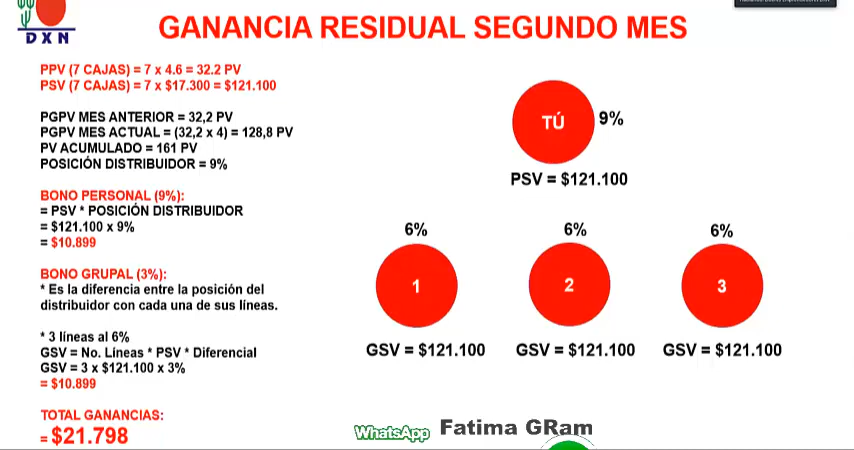 DXN
GANANCIA RESIDUAL SEGUNDO MES
PPV (7 CAJAS) = 7 x 4.6 = 32.2 PV
PSV (7 CAJAS) = 7 x $17.300 = $121.100
PGPV MES ANTERIOR = 32,2 PV
PGPV MES ACTUAL = (32,2 x 4) = 128,8 PV
PV ACUMULADO = 161 PV
POSICIÓN DISTRIBUIDOR = 9%
BONO PERSONAL (9%):
= PSV * POSICIÓN DISTRIBUIDOR
= $121.100 x 9%
= $10.899
BONO GRUPAL (3%):
* Es la diferencia entre la posición del
distribuidor con cada una de sus líneas.
* 3 líneas al 6%
GSV = No. Líneas * PSV * Diferencial
GSV = 3 x $121.100 x 3%
= $10.899
TOTAL GANANCIAS:
= $21.798
TÚ 9%
PSV = $121.100
6% 6% 6%
1 2 3
GSV = $121.100 GSV = $121.100 GSV = $121.100
WhatsApp Fatima GRam